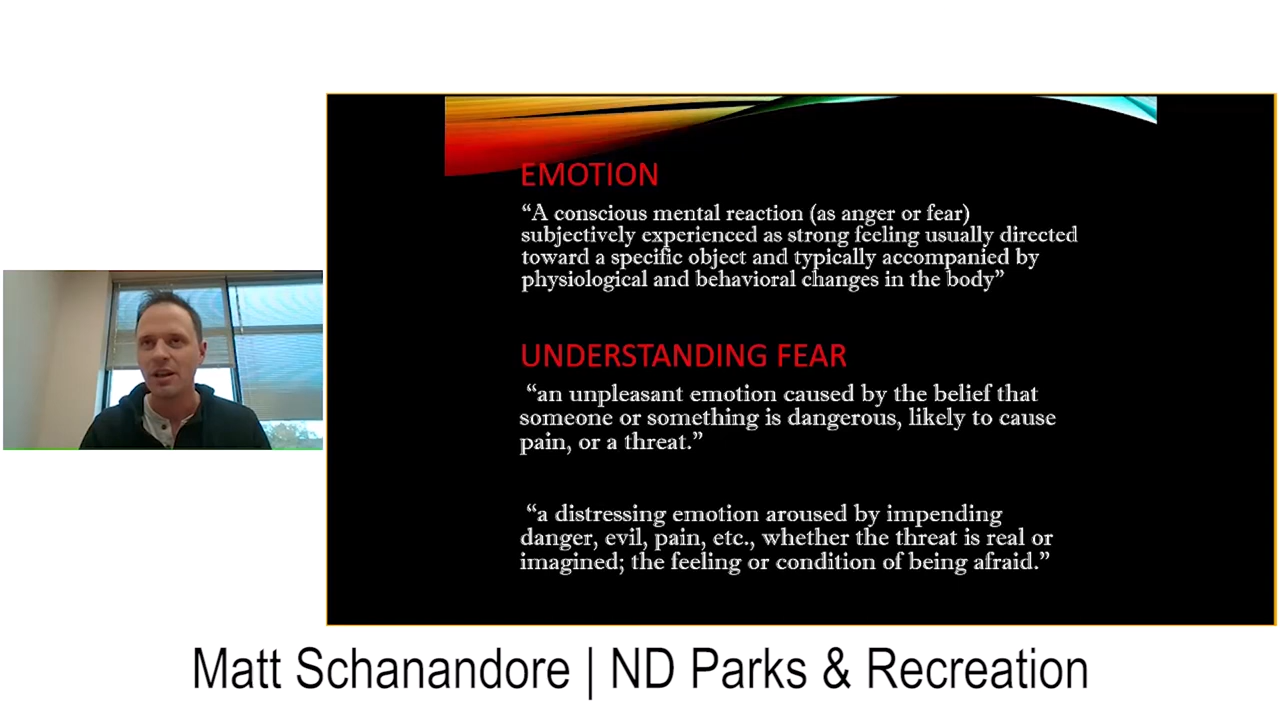 EMOTION
“A conscious mental reaction (as anger or fear)
subjectively experienced as strong feeling usually directed
toward a specific object and typically accompanied by
physiological and behavioral changes in the body”
UNDERSTANDING FEAR
“an unpleasant emotion caused by the belief that
someone or something is dangerous, likely to cause
pain, or a threat.”
“a distressing emotion aroused by impending
danger, evil, pain, etc., whether the threat is real or
imagined; the feeling or condition of being afraid.”
Matt Schanandore | ND Parks & Recreation